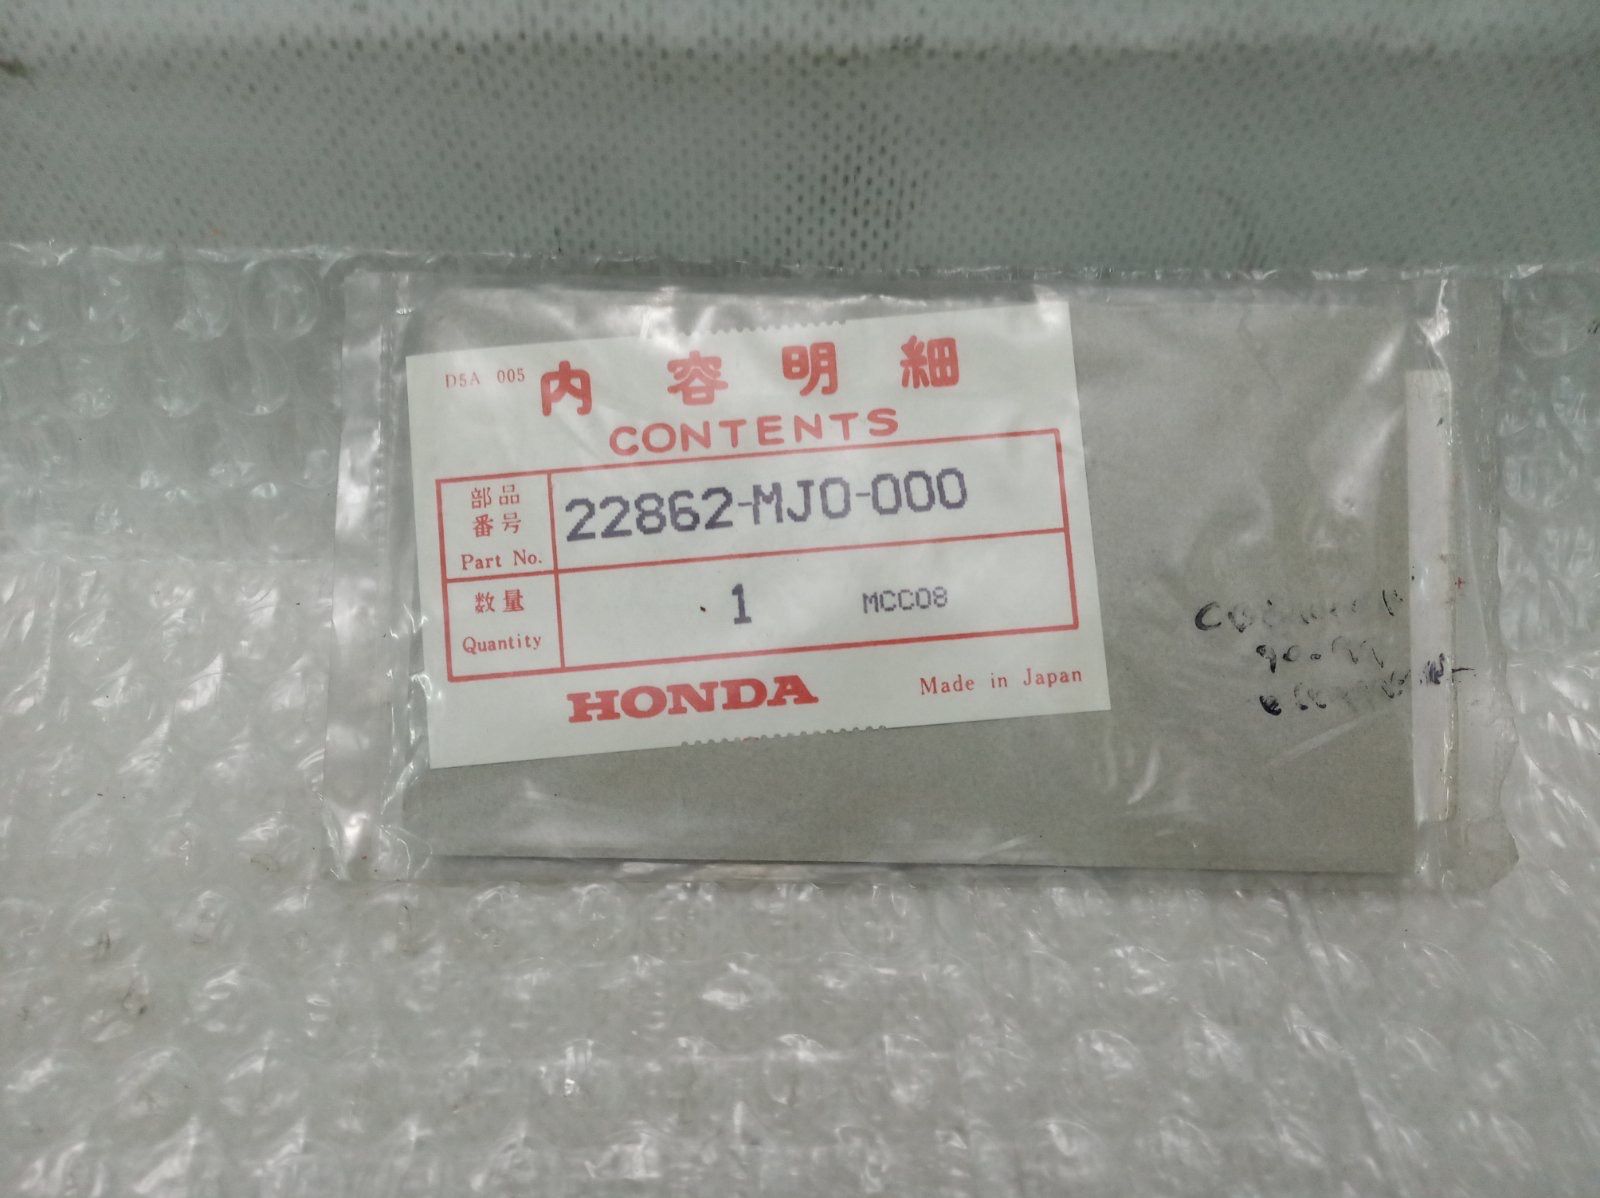 D5A 005
内容明細
CONTENTS
部品
番号
Part No.
22862-MJ0-000
数量
Quantity
1
MCC08
HONDA
Made in Japan